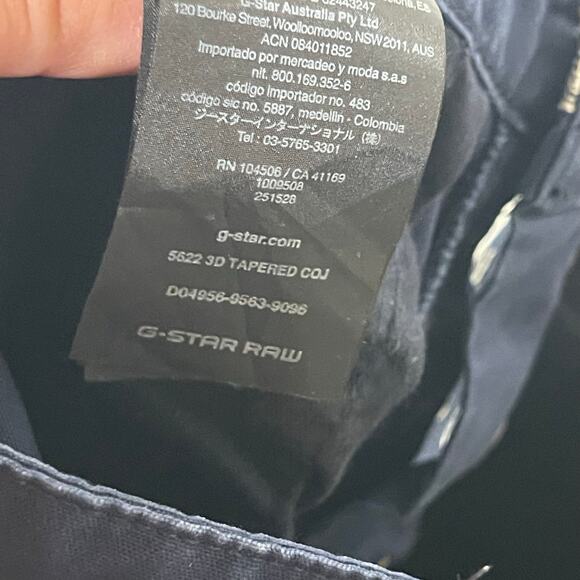 02443247
G-Star Australia Pty Ltd
120 Bourke Street, Woolloomooloo, NSW2011, AUS
ACN 084011852
Importado por mercadeo y moda s.a.s
nit. 800.169.352-6
código importador no. 483
código sic no. 5887, medellin - Colombia
ジースターインターナショナル (株)
Tel : 03-5765-3301
RN 104506 / CA 41169
1009508
251528
g-star.com
5622 3D TAPERED COJ
D04956-9563-9096
G-STAR RAW